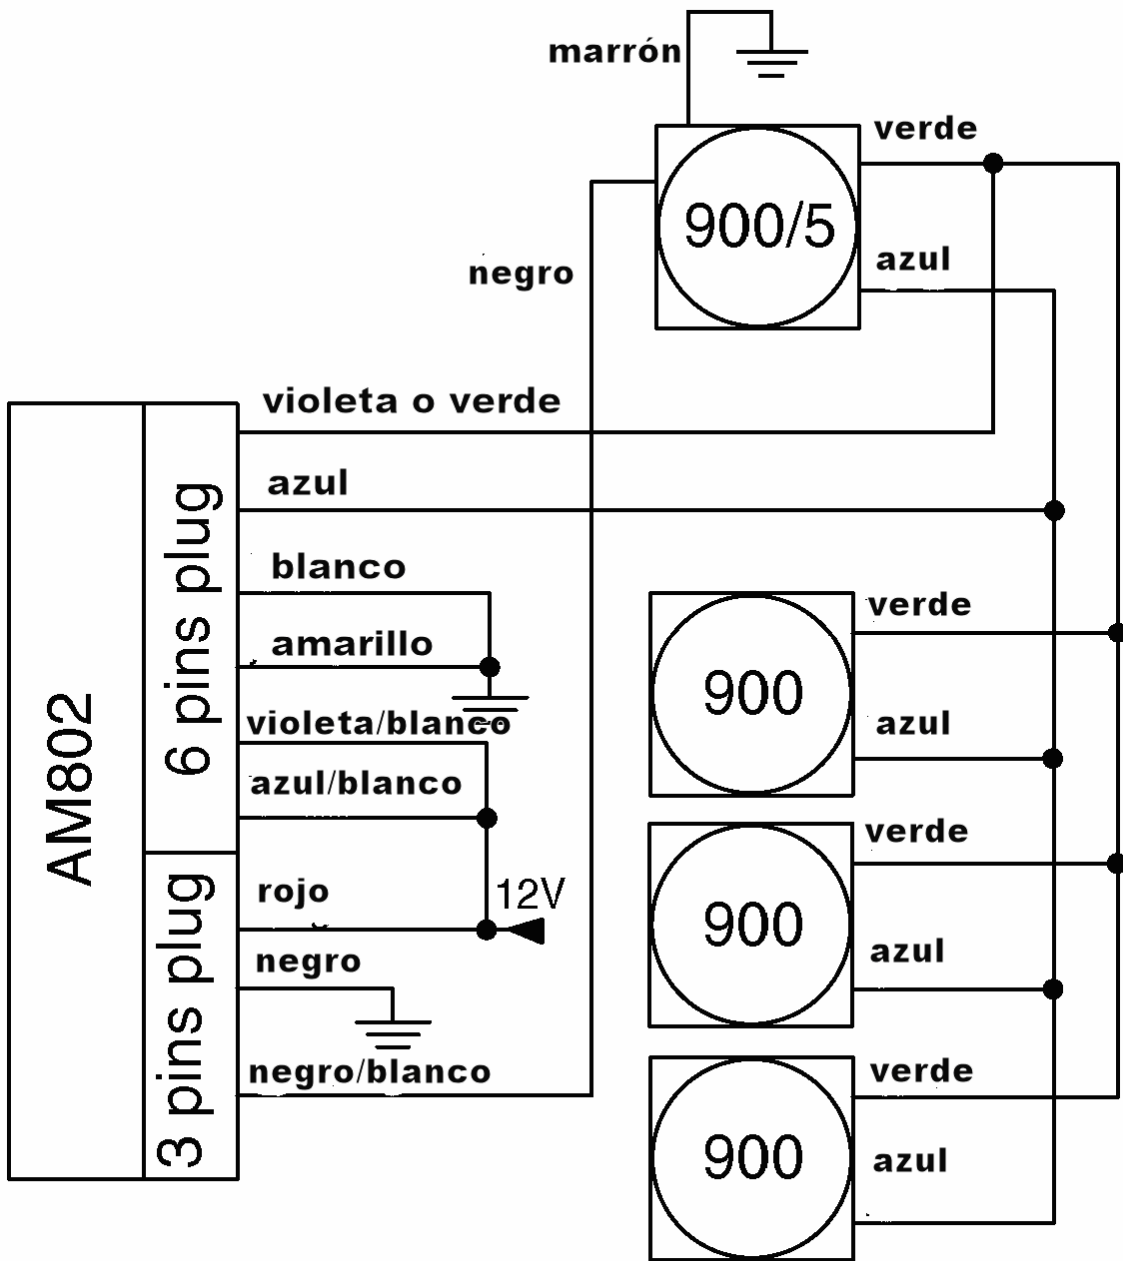 marrón
verde
900/5
azul
negro
violeta o verde
azul
blanco
amarillo
violeta/blanco
azul/blanco
rojo
12V
negro
negro/blanco
AM802
6 pins plug
3 pins plug
verde
900
azul
verde
900
azul
verde
900
azul